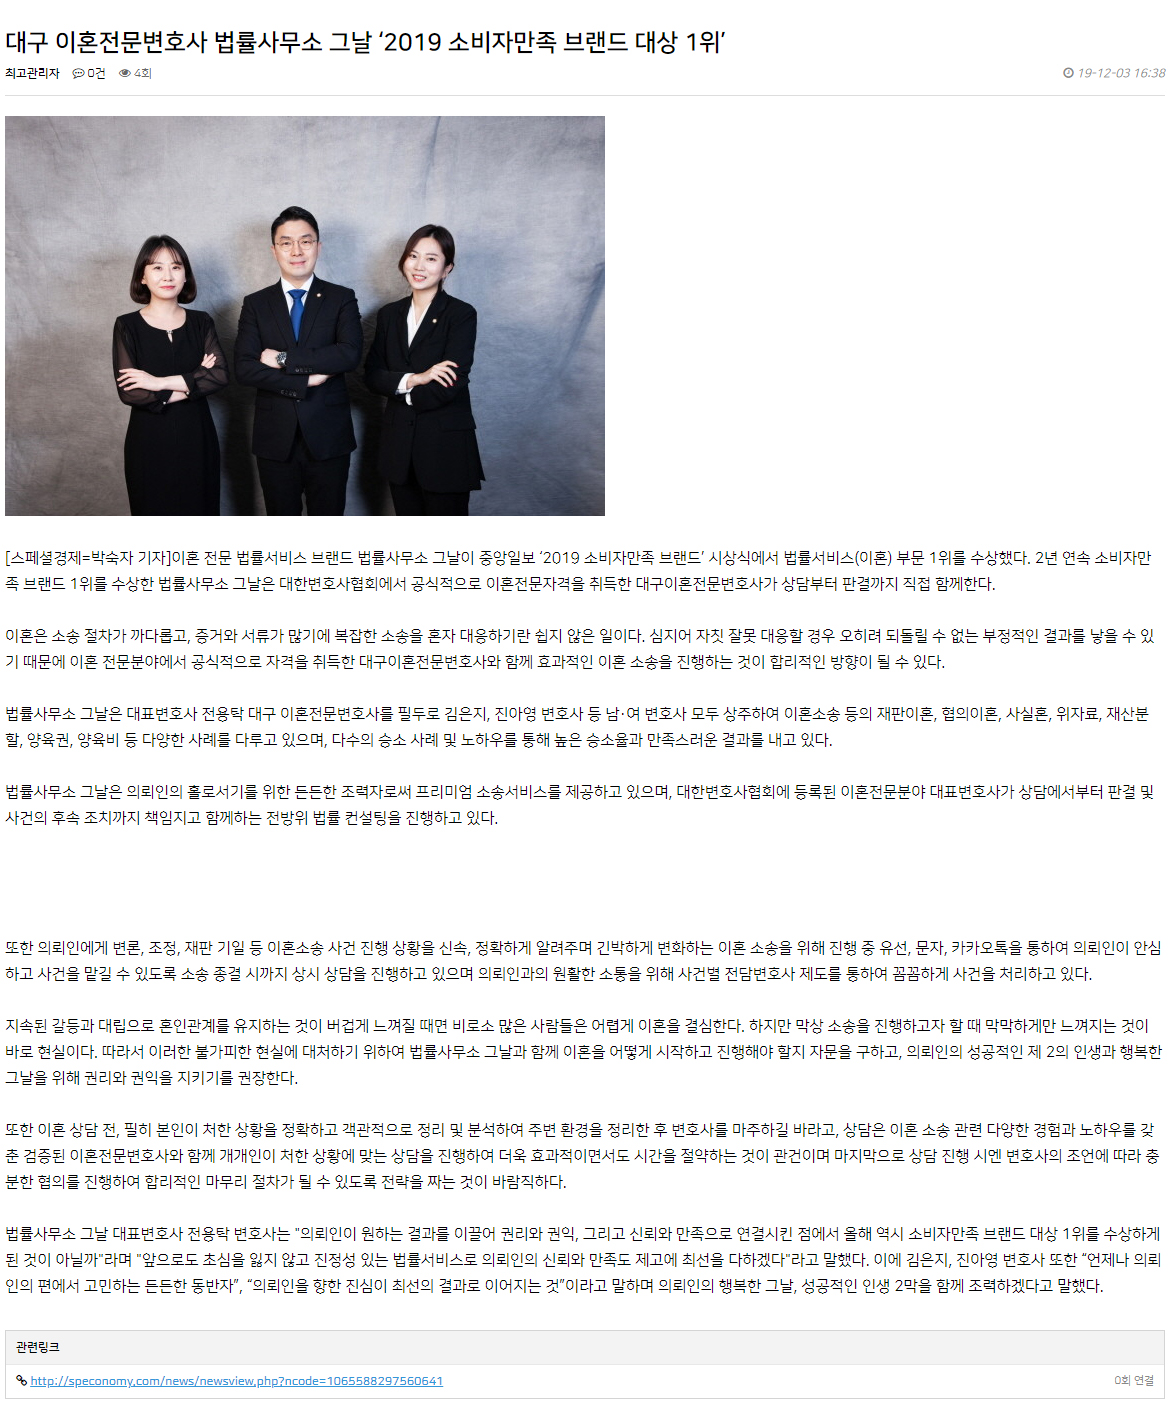 대구 이혼전문변호사 법률사무소 그날 ‘2019 소비자만족 브랜드 대상 1위’
최고관리자 0건 4회 19-12-03 16:38
[스페셜경제=박숙자 기자]이혼 전문 법률서비스 브랜드 법률사무소 그날이 중앙일보 ‘2019 소비자만족 브랜드’ 시상식에서 법률서비스(이혼) 부문 1위를 수상했다. 2년 연속 소비자만
족 브랜드 1위를 수상한 법률사무소 그날은 대한변호사협회에서 공식적으로 이혼전문자격을 취득한 대구이혼전문변호사가 상담부터 판결까지 직접 함께한다.
이혼은 소송 절차가 까다롭고, 증거와 서류가 많기에 복잡한 소송을 혼자 대응하기란 쉽지 않은 일이다. 심지어 자칫 잘못 대응할 경우 오히려 되돌릴 수 없는 부정적인 결과를 낳을 수 있
기 때문에 이혼 전문분야에서 공식적으로 자격을 취득한 대구이혼전문변호사와 함께 효과적인 이혼 소송을 진행하는 것이 합리적인 방향이 될 수 있다.
법률사무소 그날은 대표변호사 전용탁 대구 이혼전문변호사를 필두로 김은지, 진아영 변호사 등 남·여 변호사 모두 상주하여 이혼소송 등의 재판이혼, 협의이혼, 사실혼, 위자료, 재산분
할, 양육권, 양육비 등 다양한 사례를 다루고 있으며, 다수의 승소 사례 및 노하우를 통해 높은 승소율과 만족스러운 결과를 내고 있다.
법률사무소 그날은 의뢰인의 홀로서기를 위한 든든한 조력자로써 프리미엄 소송서비스를 제공하고 있으며, 대한변호사협회에 등록된 이혼전문분야 대표변호사가 상담에서부터 판결 및
사건의 후속 조치까지 책임지고 함께하는 전방위 법률 컨설팅을 진행하고 있다.
또한 의뢰인에게 변론, 조정, 재판 기일 등 이혼소송 사건 진행 상황을 신속, 정확하게 알려주며 긴박하게 변화하는 이혼 소송을 위해 진행 중 유선, 문자, 카카오톡을 통하여 의뢰인이 안심
하고 사건을 맡길 수 있도록 소송 종결 시까지 상시 상담을 진행하고 있으며 의뢰인과의 원활한 소통을 위해 사건별 전담변호사 제도를 통하여 꼼꼼하게 사건을 처리하고 있다.
지속된 갈등과 대립으로 혼인관계를 유지하는 것이 버겁게 느껴질 때면 비로소 많은 사람들은 어렵게 이혼을 결심한다. 하지만 막상 소송을 진행하고자 할 때 막막하게만 느껴지는 것이
바로 현실이다. 따라서 이러한 불가피한 현실에 대처하기 위하여 법률사무소 그날과 함께 이혼을 어떻게 시작하고 진행해야 할지 자문을 구하고, 의뢰인의 성공적인 제 2의 인생과 행복한
그날을 위해 권리와 권익을 지키기를 권장한다.
또한 이혼 상담 전, 필히 본인이 처한 상황을 정확하고 객관적으로 정리 및 분석하여 주변 환경을 정리한 후 변호사를 마주하길 바라고, 상담은 이혼 소송 관련 다양한 경험과 노하우를 갖
춘 검증된 이혼전문변호사와 함께 개개인이 처한 상황에 맞는 상담을 진행하여 더욱 효과적이면서도 시간을 절약하는 것이 관건이며 마지막으로 상담 진행 시엔 변호사의 조언에 따라 충
분한 협의를 진행하여 합리적인 마무리 절차가 될 수 있도록 전략을 짜는 것이 바람직하다.
법률사무소 그날 대표변호사 전용탁 변호사는 "의뢰인이 원하는 결과를 이끌어 권리와 권익, 그리고 신뢰와 만족으로 연결시킨 점에서 올해 역시 소비자만족 브랜드 대상 1위를 수상하게
된 것이 아닐까"라며 "앞으로도 초심을 잃지 않고 진정성 있는 법률서비스로 의뢰인의 신뢰와 만족도 제고에 최선을 다하겠다"라고 말했다. 이에 김은지, 진아영 변호사 또한 “언제나 의뢰
인의 편에서 고민하는 든든한 동반자”, “의뢰인을 향한 진심이 최선의 결과로 이어지는 것”이라고 말하며 의뢰인의 행복한 그날, 성공적인 인생 2막을 함께 조력하겠다고 말했다.
관련링크
http://speconomy.com/news/newsview.php?ncode=1065588297560641 0회 연결